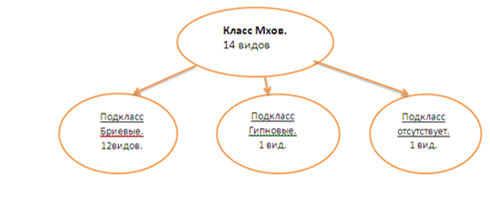 Класс Мхов.
14 видов
Подкласс
Бриевые.
12видов.
Подкласс
Гипновые.
1 вид.
Подкласс
отсутствует.
1 вид.